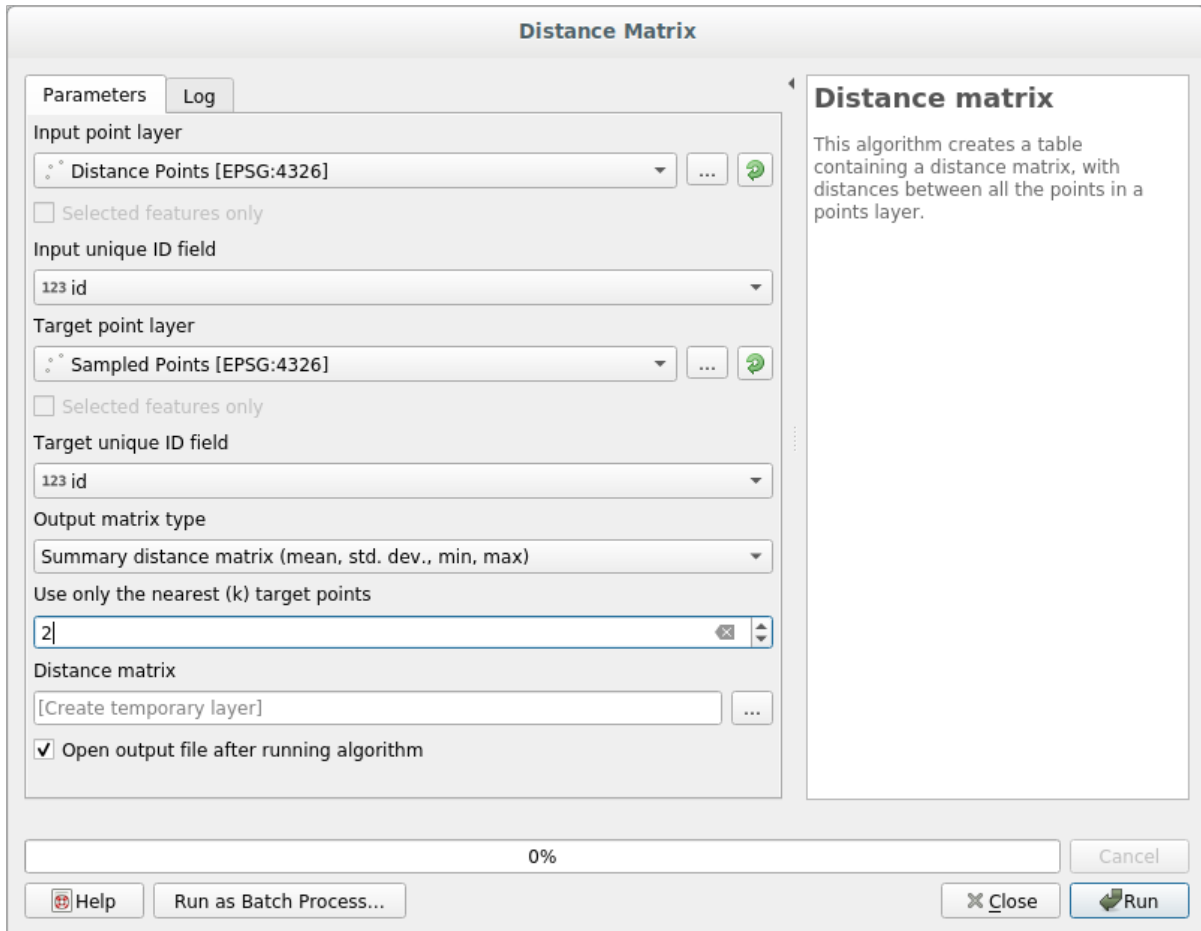 Distance Matrix
Parameters
Log
Input point layer
Distance Points [EPSG:4326]
...
Selected features only
Input unique ID field
123 id
Target point layer
Sampled Points [EPSG:4326]
...
Selected features only
Target unique ID field
123 id
Output matrix type
Summary distance matrix (mean, std. dev., min, max)
Use only the nearest (k) target points
2
Distance matrix
[Create temporary layer]
...
Open output file after running algorithm
Distance matrix
This algorithm creates a table
containing a distance matrix, with
distances between all the points in a
points layer.
0%
Cancel
Help
Run as Batch Process...
Close
Run